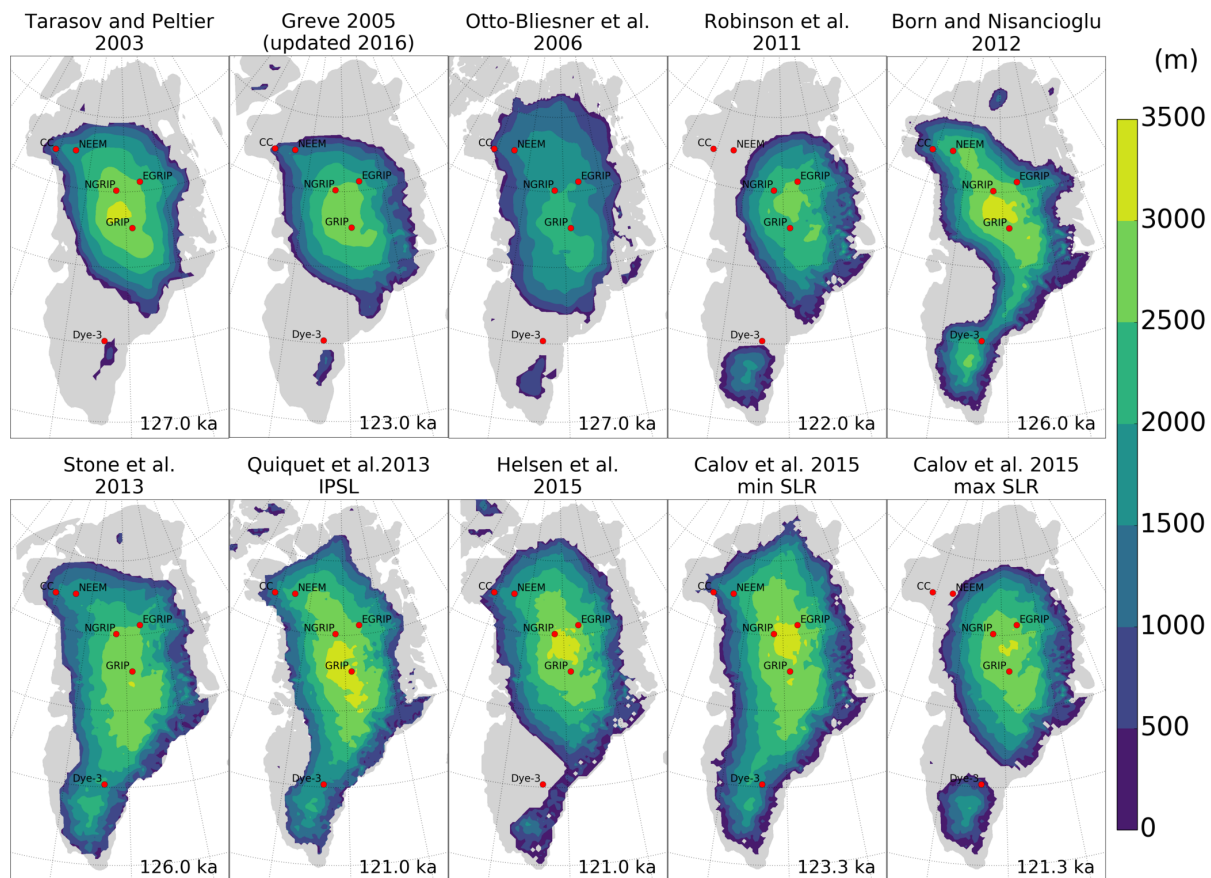 Tarasov and Peltier
2003
Greve 2005
(updated 2016)
Otto-Bliesner et al.
2006
Robinson et al.
2011
Born and Nisancioglu
2012
(m)
CC
NEEM
NGRIP
EGRIP
GRIP
Dye-3
127.0 ka
CC
NEEM
NGRIP
EGRIP
GRIP
Dye-3
123.0 ka
CC
NEEM
NGRIP
EGRIP
GRIP
Dye-3
127.0 ka
CC
NEEM
NGRIP
EGRIP
GRIP
Dye-3
122.0 ka
CC
NEEM
NGRIP
EGRIP
GRIP
Dye-3
126.0 ka
3500
3000
2500
2000
1500
1000
500
0
Stone et al.
2013
Quiquet et al.2013
IPSL
Helsen et al.
2015
Calov et al. 2015
min SLR
Calov et al. 2015
max SLR
CC
NEEM
NGRIP
EGRIP
GRIP
Dye-3
126.0 ka
CC
NEEM
NGRIP
EGRIP
GRIP
Dye-3
121.0 ka
CC
NEEM
NGRIP
EGRIP
GRIP
Dye-3
121.0 ka
CC
NEEM
NGRIP
EGRIP
GRIP
Dye-3
123.3 ka
CC
NEEM
NGRIP
EGRIP
GRIP
Dye-3
121.3 ka